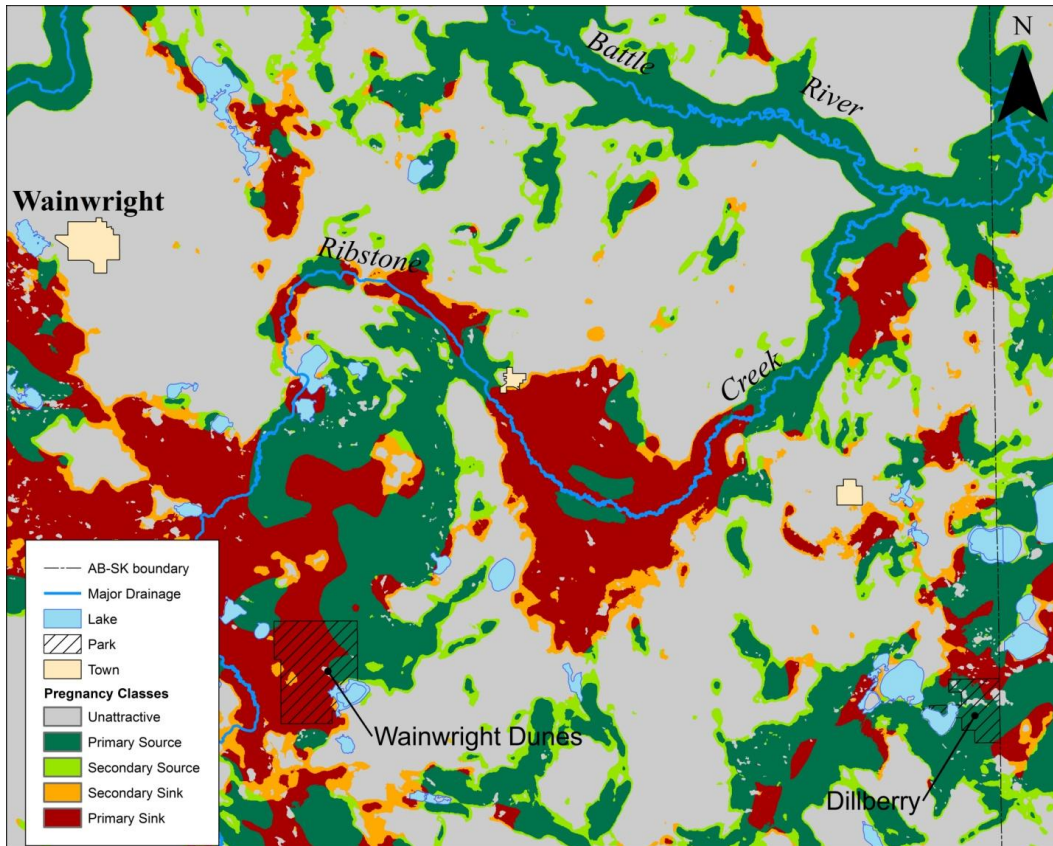 N
Battle
River
Wainwright
Ribstone
Creek
AB-SK boundary
Major Drainage
Lake
Park
Town
Pregnancy Classes
Unattractive
Primary Source
Secondary Source
Secondary Sink
Primary Sink
Wainwright Dunes
Dillberry